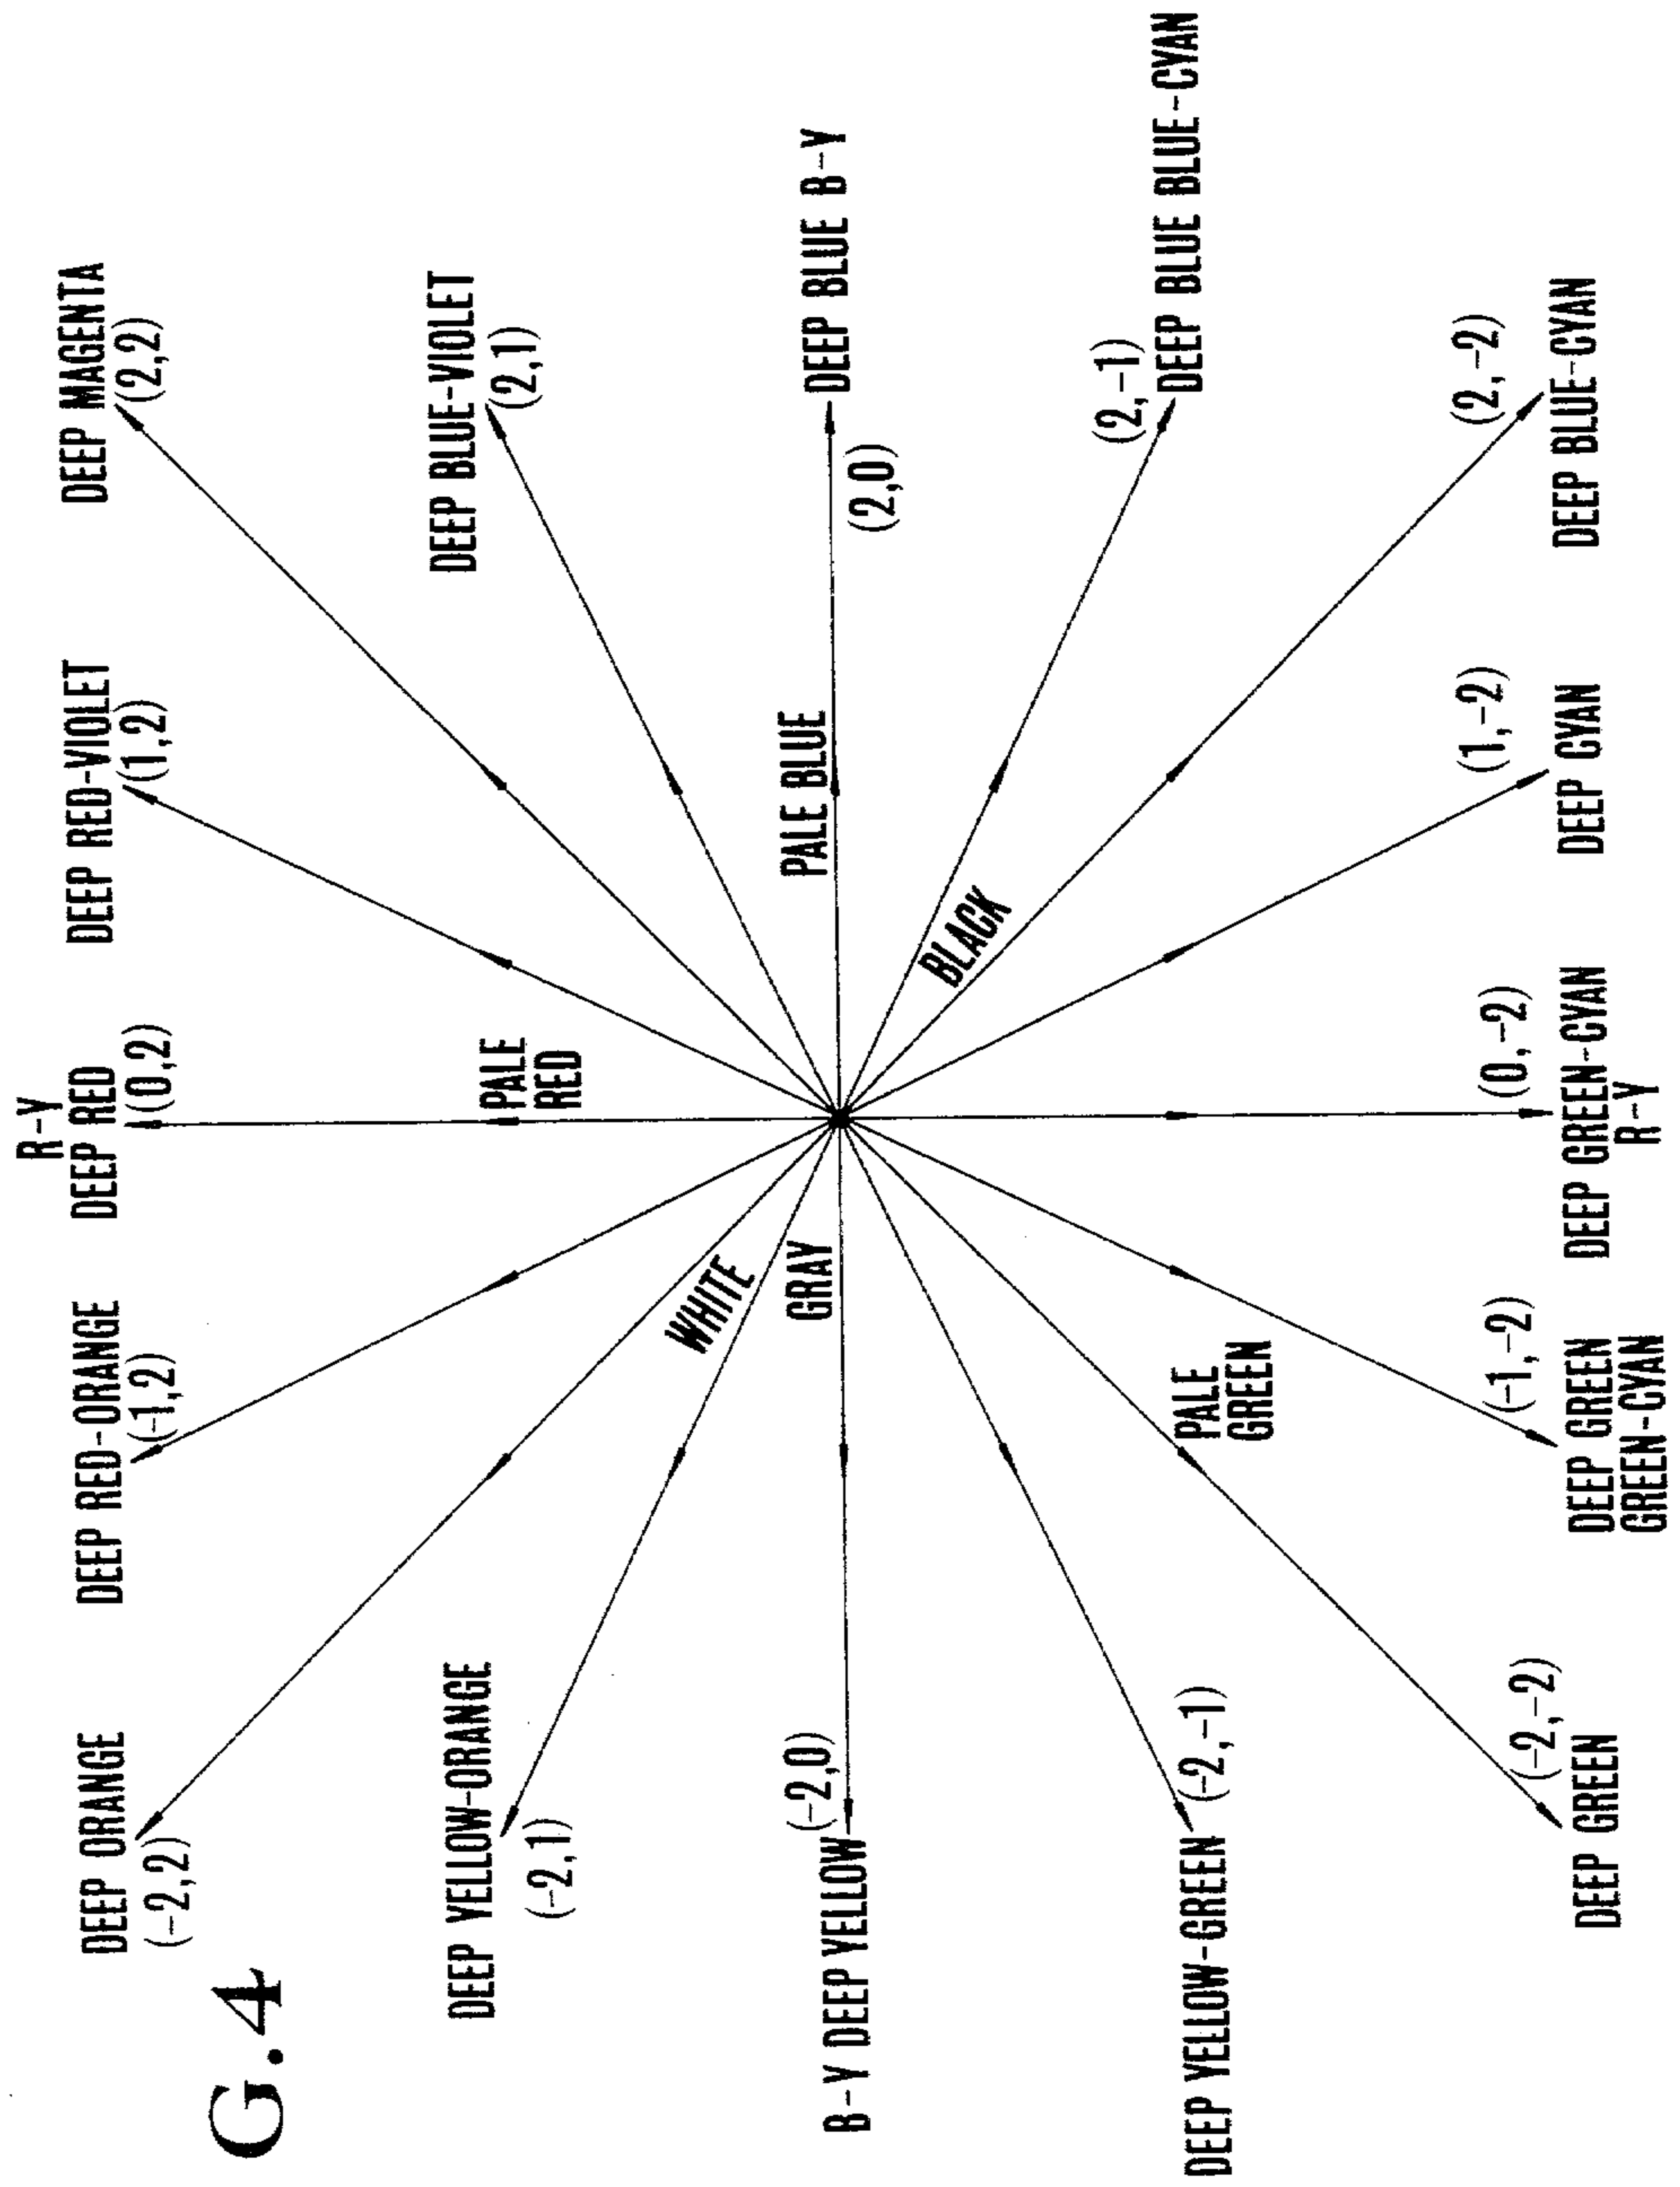 G.4
R-Y
DEEP ORANGE
(-2,2)
DEEP RED-ORANGE
(-1,2)
DEEP RED
(0,2)
DEEP RED-VIOLET
(1,2)
DEEP MAGENTA
(2,2)
DEEP YELLOW-ORANGE
(-2,1)
DEEP BLUE-VIOLET
(2,1)
PALE
RED
WHITE
GRAY
PALE BLUE
B-Y DEEP YELLOW
(-2,0)
DEEP BLUE B-Y
(2,0)
BLACK
DEEP YELLOW-GREEN
(-2,-1)
(2,-1)
DEEP BLUE BLUE-CYAN
PALE
GREEN
(-2,-2)
DEEP GREEN
(-1,-2)
DEEP GREEN
GREEN-CYAN
(0,-2)
DEEP GREEN-CYAN
R-Y
(1,-2)
DEEP CYAN
(2,-2)
DEEP BLUE-CYAN